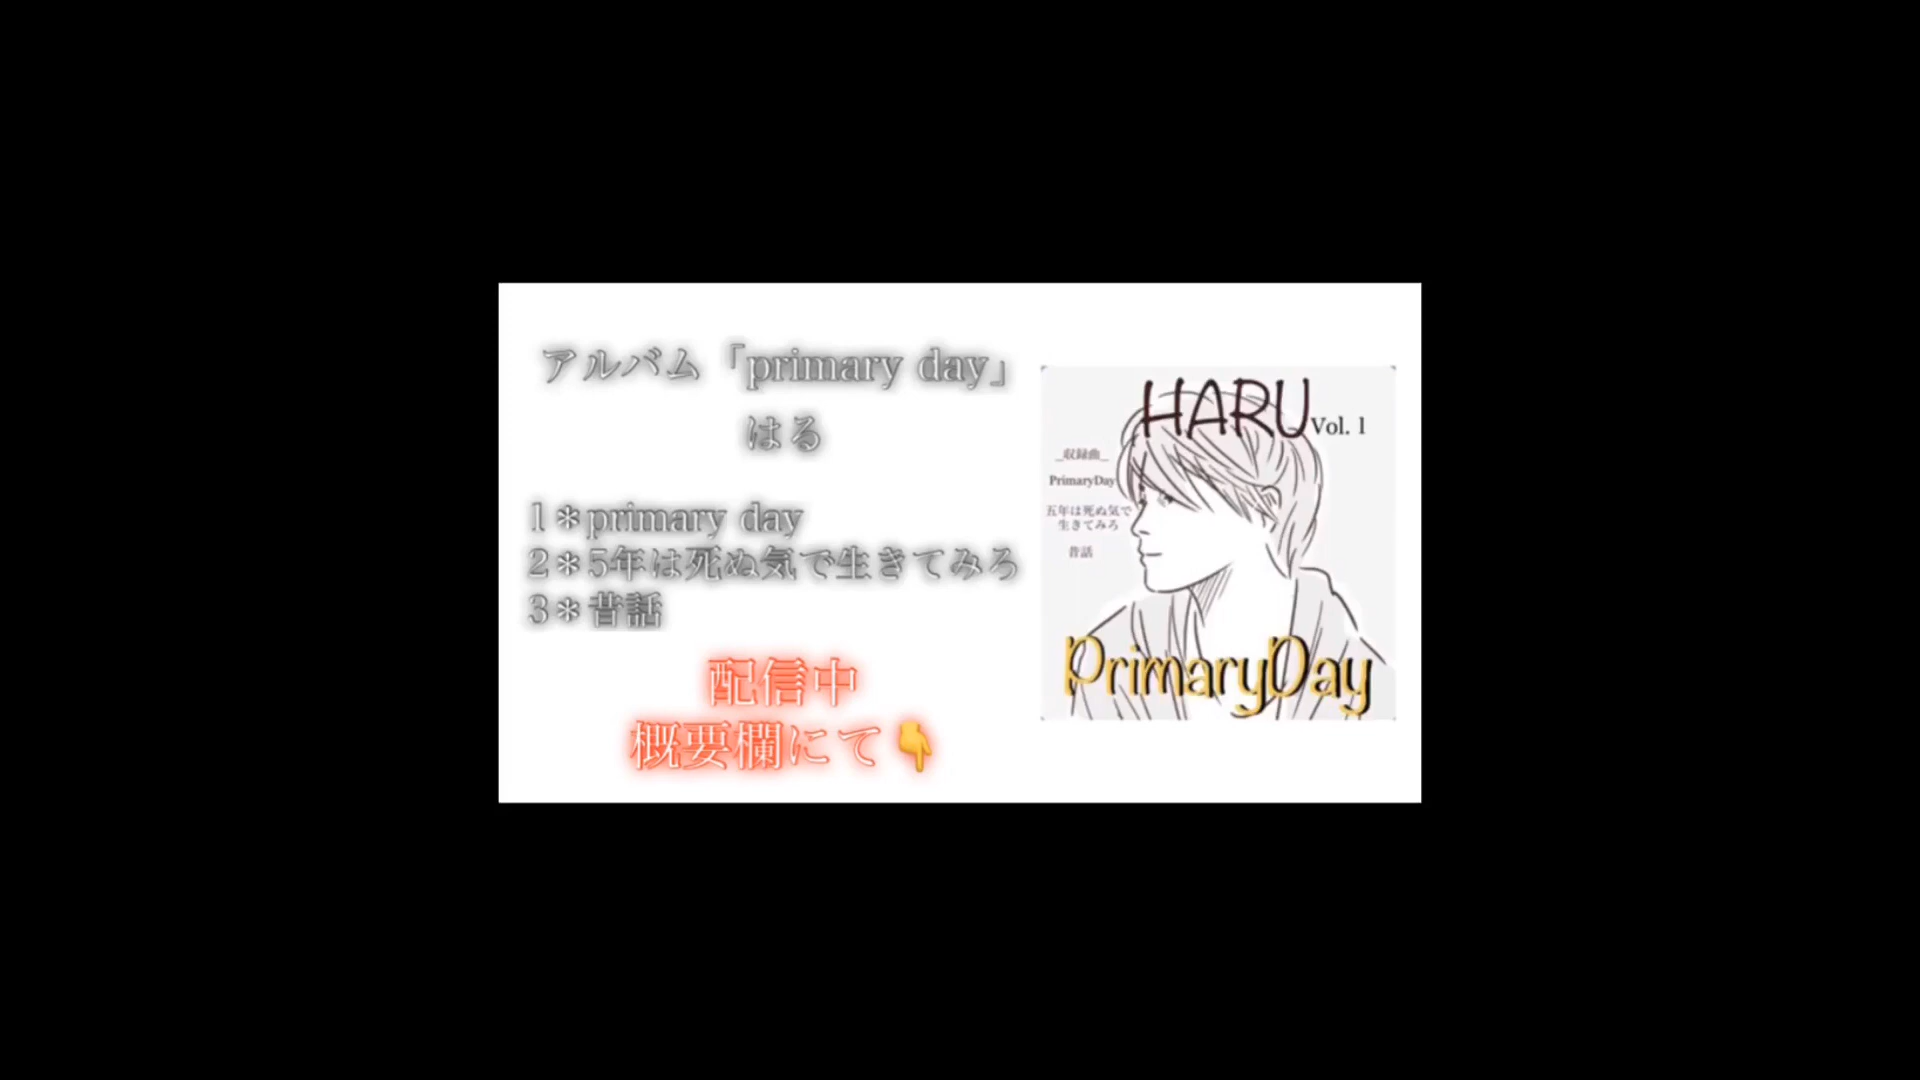 アルバム「primary day」
はる
1＊primary day
2＊5年は死ぬ気で生きてみろ
3＊昔話
配信中
概要欄にて👇
HARU Vol. 1
_収録曲_
PrimaryDay
五年は死ぬ気で
生きてみろ
昔話
PrimaryDay